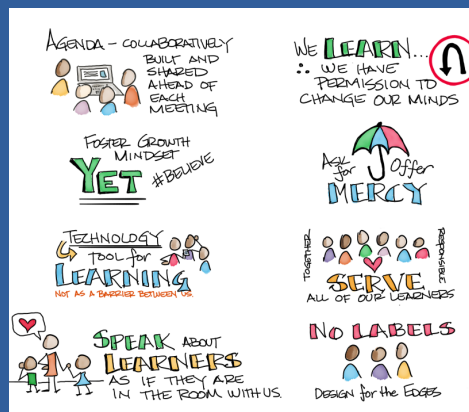 AGENDA - COLLABORATIVELY
BUILT AND
SHARED
AHEAD OF
EACH
MEETING
FOSTER GROWTH
MINDSET
YET #BELIEVE
TECHNOLOGY
TOOL for
LEARNING
NOT AS A BARRIER BETWEEN US.
SPEAK ABOUT
LEARNERS
AS IF THEY ARE
IN THE ROOM WITH US.
WE LEARN...
∴ WE HAVE
PERMISSION TO
CHANGE OUR MINDS
Ask for Offer
MERCY
TOGETHER
RESPONSIBLE
SERVE
ALL OF OUR LEARNERS
NO LABELS
DESIGN for the EDGES